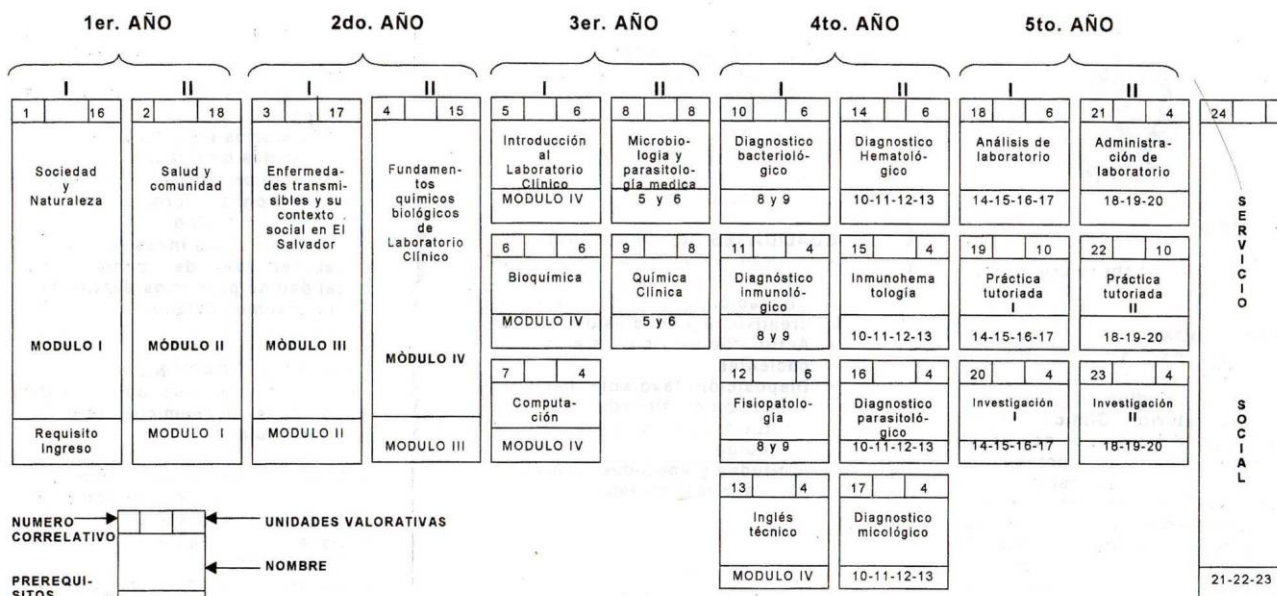 1er. AÑO
2do. AÑO
3er. AÑO
4to. AÑO
5to. AÑO
I
II
I
II
I
II
I
II
I
II
1 16
Sociedad
y
Naturaleza
MODULO I
Requisito
Ingreso
2 18
Salud y
comunidad
MÓDULO II
MODULO I
3 17
Enfermeda-
des transmi-
sibles y su
contexto
social en El
Salvador
MÓDULO III
MODULO II
4 15
Fundamen-
tos
quimicos
biológicos
de
Laboratorio
Clínico
MÓDULO IV
MODULO III
5 6
Introducción
al
Laboratorio
Clínico
MODULO IV
6 6
Bioquímica
MODULO IV
7 4
Computación
MODULO IV
8 8
Microbio-
logia y
parasitolo-
gía medica
5 y 6
9 8
Química
Clínica
5 y 6
10 6
Diagnostico
bacterioló-
gico
8 y 9
11 4
Diagnóstico
inmunoló-
gico
8 y 9
12 6
Fisiopatolo-
gía
8 y 9
13 4
Inglés
técnico
MODULO IV
14 6
Diagnostico
Hematoló-
gico
10-11-12-13
15 4
Inmunohema
tología
10-11-12-13
16 4
Diagnostico
parasitoló-
gico
10-11-12-13
17 4
Diagnostico
micológico
10-11-12-13
18 6
Análisis de
laboratorio
14-15-16-17
19 10
Práctica
tutoriada
I
14-15-16-17
20 4
Investigación
I
14-15-16-17
21 4
Administra-
ción de
laboratorio
18-19-20
22 10
Práctica
tutoriada
II
18-19-20
23 4
Investigación
II
18-19-20
24
SERVICIO
SOCIAL
21-22-23
NUMERO
CORRELATIVO
UNIDADES VALORATIVAS
NOMBRE
PREREQUI-
SITOS